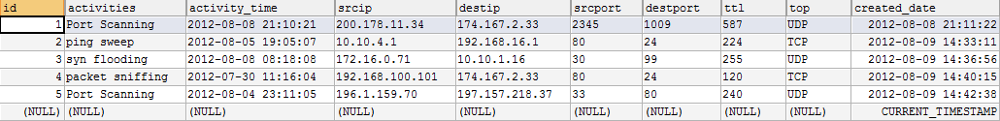 id activities activity_time srcip destip srcport destport ttl top created_date
1 Port Scanning 2012-08-08 21:10:21 200.178.11.34 174.167.2.33 2345 1009 587 UDP 2012-08-08 21:11:22
2 ping sweep 2012-08-05 19:05:07 10.10.4.1 192.168.16.1 80 24 224 TCP 2012-08-09 14:33:11
3 syn flooding 2012-08-08 08:18:08 172.16.0.71 10.10.1.16 30 99 255 UDP 2012-08-09 14:36:56
4 packet sniffing 2012-07-30 11:16:04 192.168.100.101 174.167.2.33 80 24 120 TCP 2012-08-09 14:40:15
5 Port Scanning 2012-08-04 23:11:05 196.1.159.70 197.157.218.37 33 80 240 UDP 2012-08-09 14:42:38
(NULL) (NULL) (NULL) (NULL) (NULL) (NULL) (NULL) (NULL) (NULL) CURRENT_TIMESTAMP